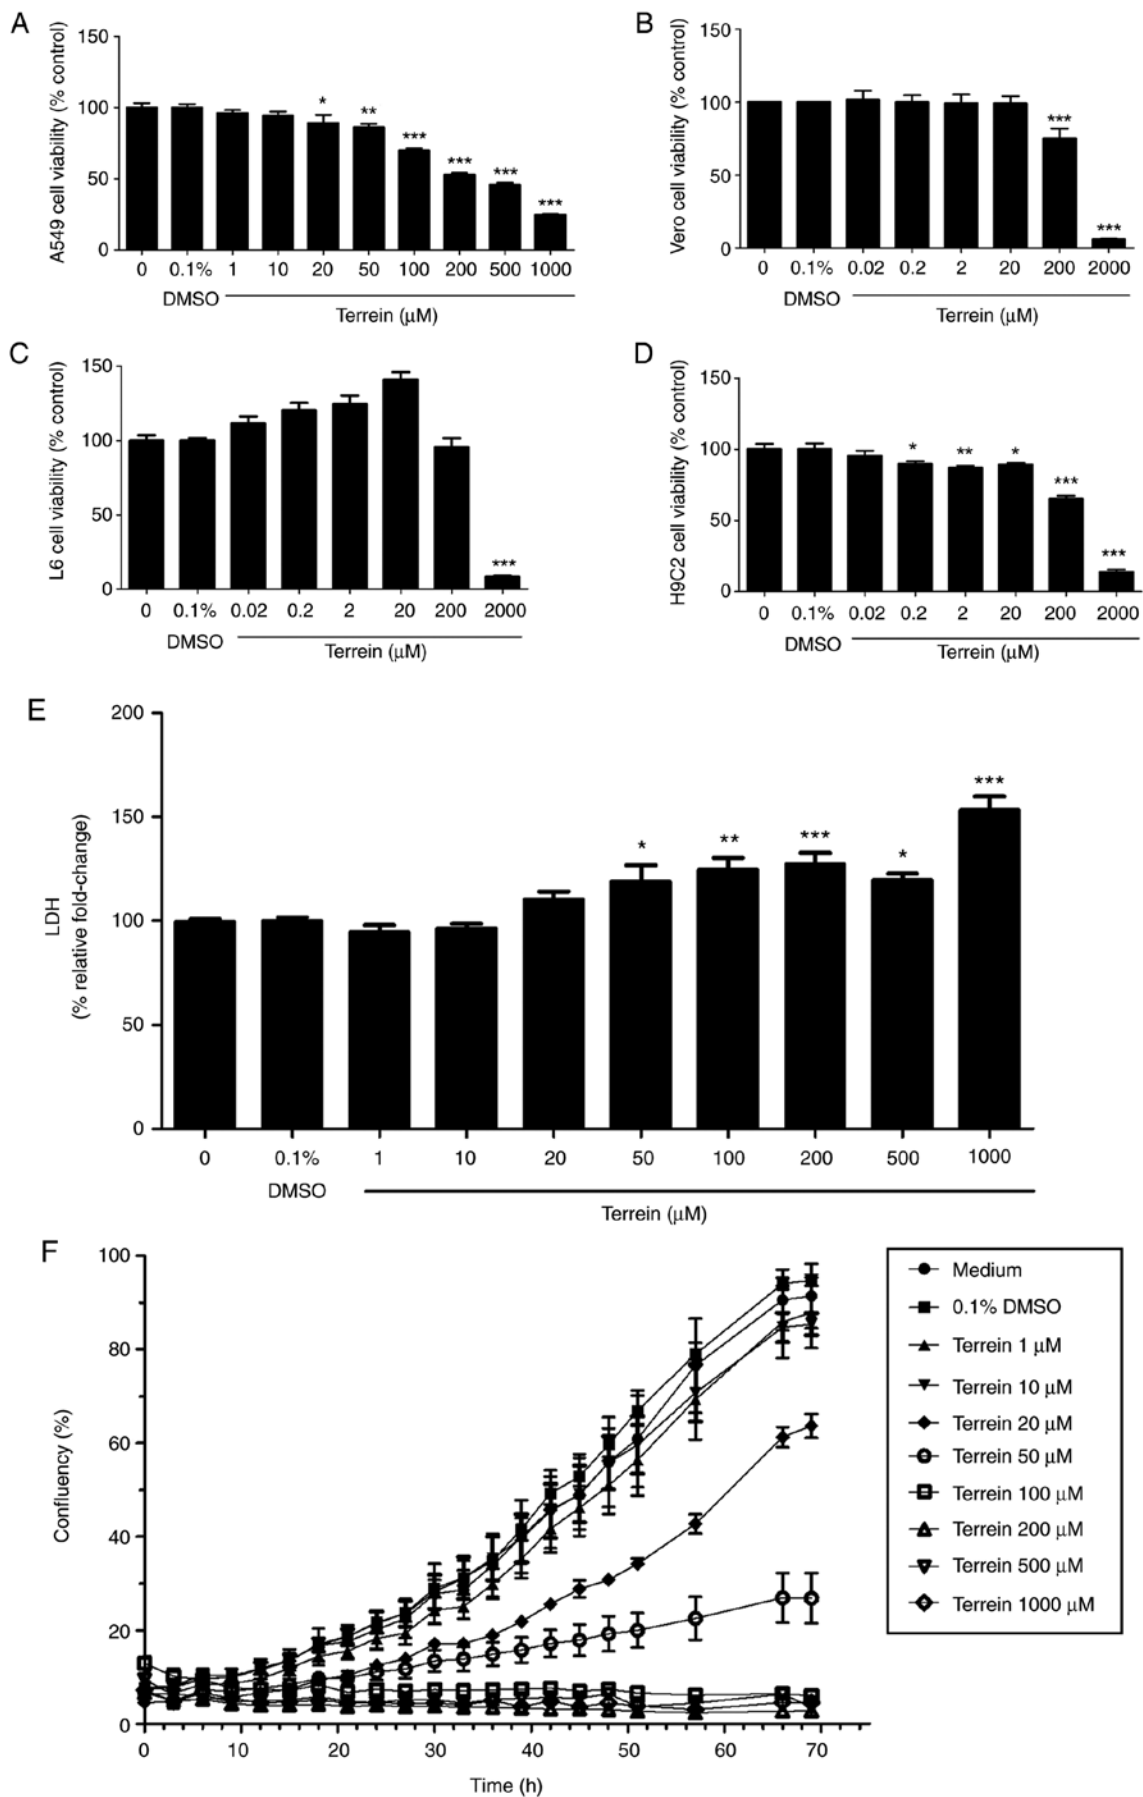 A
A549 cell viability (% control)
150
100
50
0
*
**
***
***
***
***
0 0.1% 1 10 20 50 100 200 500 1000
DMSO
Terrein (μM)
B
Vero cell viability (% control)
150
100
50
0
***
***
0 0.1% 0.02 0.2 2 20 200 2000
DMSO
Terrein (μM)
C
L6 cell viability (% control)
150
100
50
0
***
0 0.1% 0.02 0.2 2 20 200 2000
DMSO
Terrein (μM)
D
H9C2 cell viability (% control)
150
100
50
0
*
**
*
***
***
0 0.1% 0.02 0.2 2 20 200 2000
DMSO
Terrein (μM)
E
LDH
(% relative fold-change)
200
150
100
50
0
*
**
***
*
***
0 0.1% 1 10 20 50 100 200 500 1000
DMSO
Terrein (μM)
F
Confluency (%)
100
80
60
40
20
0
0 10 20 30 40 50 60 70
Time (h)
Medium
0.1% DMSO
Terrein 1 μM
Terrein 10 μM
Terrein 20 μM
Terrein 50 μM
Terrein 100 μM
Terrein 200 μM
Terrein 500 μM
Terrein 1000 μM